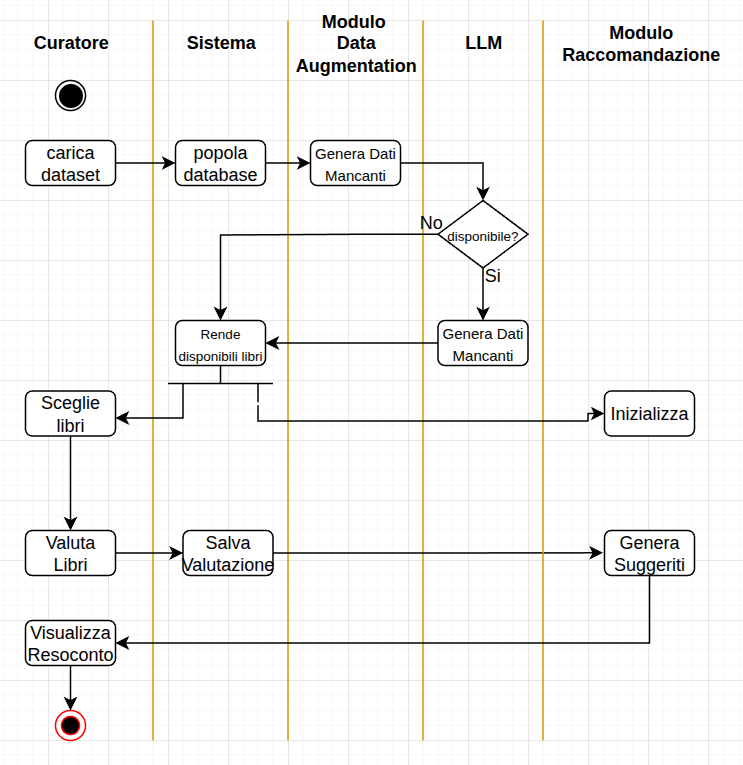 Curatore
Sistema
Modulo
Data
Augmentation
LLM
Modulo
Raccomandazione
carica
dataset
popola
database
Genera Dati
Mancanti
disponibile?
No
Si
Rende
disponibili libri
Genera Dati
Mancanti
Sceglie
libri
Inizializza
Valuta
Libri
Salva
Valutazione
Genera
Suggeriti
Visualizza
Resoconto